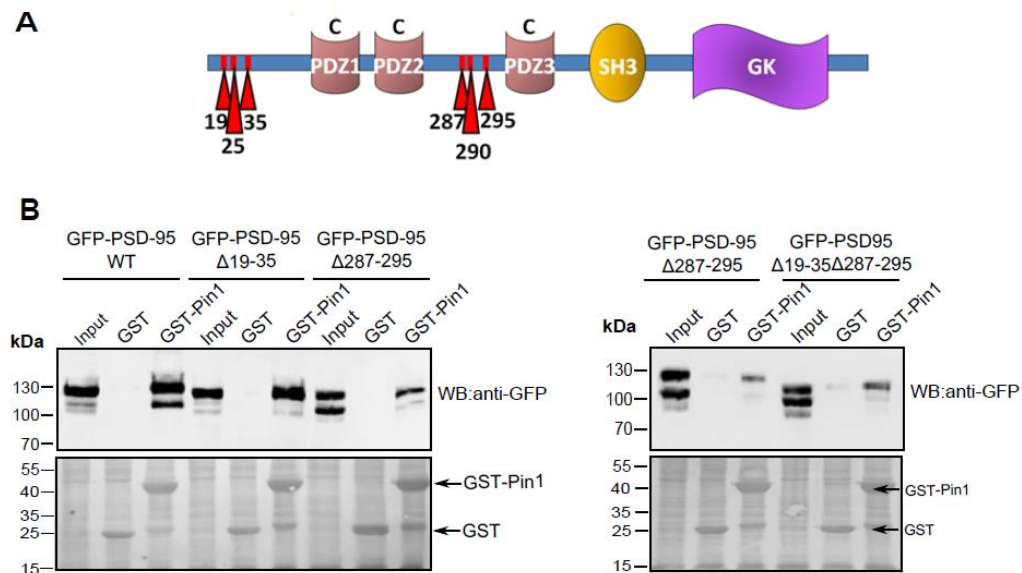 A
C C C
PDZ1 PDZ2 PDZ3 SH3 GK
19 35 287 295
25 290
B
GFP-PSD-95 GFP-PSD-95 GFP-PSD-95
WT Δ19-35 Δ287-295
Input GST GST-Pin1 Input GST GST-Pin1 Input GST GST-Pin1
kDa
130
100
70
WB:anti-GFP
55
40
35
25
15
GST-Pin1
GST
GFP-PSD-95 GFP-PSD95
Δ287-295 Δ19-35Δ287-295
Input GST GST-Pin1 Input GST GST-Pin1
kDa
130
100
70
WB:anti-GFP
55
40
35
25
15
GST-Pin1
GST